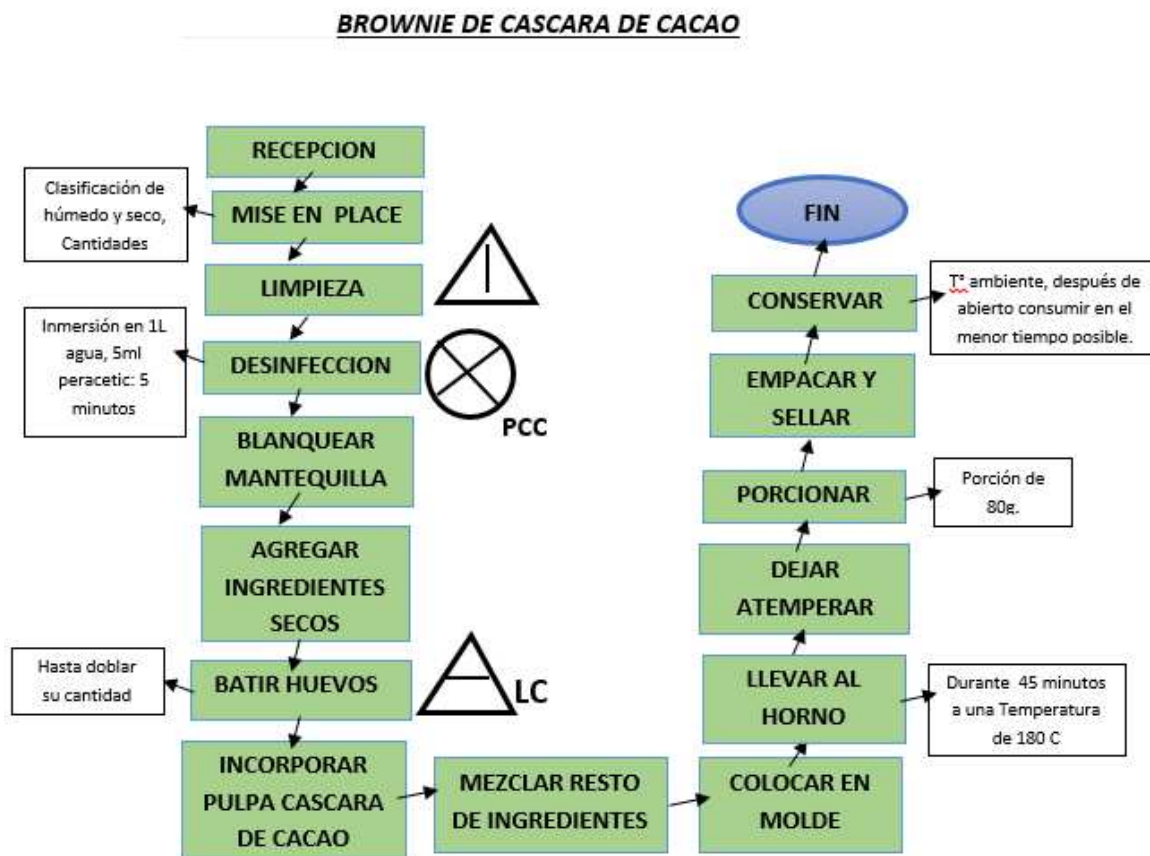 BROWNIE DE CASCARA DE CACAO
RECEPCION
Clasificación de
húmedo y seco,
Cantidades
MISE EN PLACE
LIMPIEZA
Inmersión en 1L
agua, 5ml
peracetic: 5
minutos
DESINFECCION
PCC
BLANQUEAR
MANTEQUILLA
AGREGAR
INGREDIENTES
SECOS
Hasta doblar
su cantidad
BATIR HUEVOS
LC
INCORPORAR
PULPA CASCARA
DE CACAO
MEZCLAR RESTO
DE INGREDIENTES
COLOCAR EN
MOLDE
LLEVAR AL
HORNO
Durante 45 minutos
a una Temperatura
de 180 C
DEJAR
ATEMPERAR
PORCIONAR
Porción de
80g.
EMPACAR Y
SELLAR
CONSERVAR
T° ambiente, después de
abierto consumir en el
menor tiempo posible.
FIN